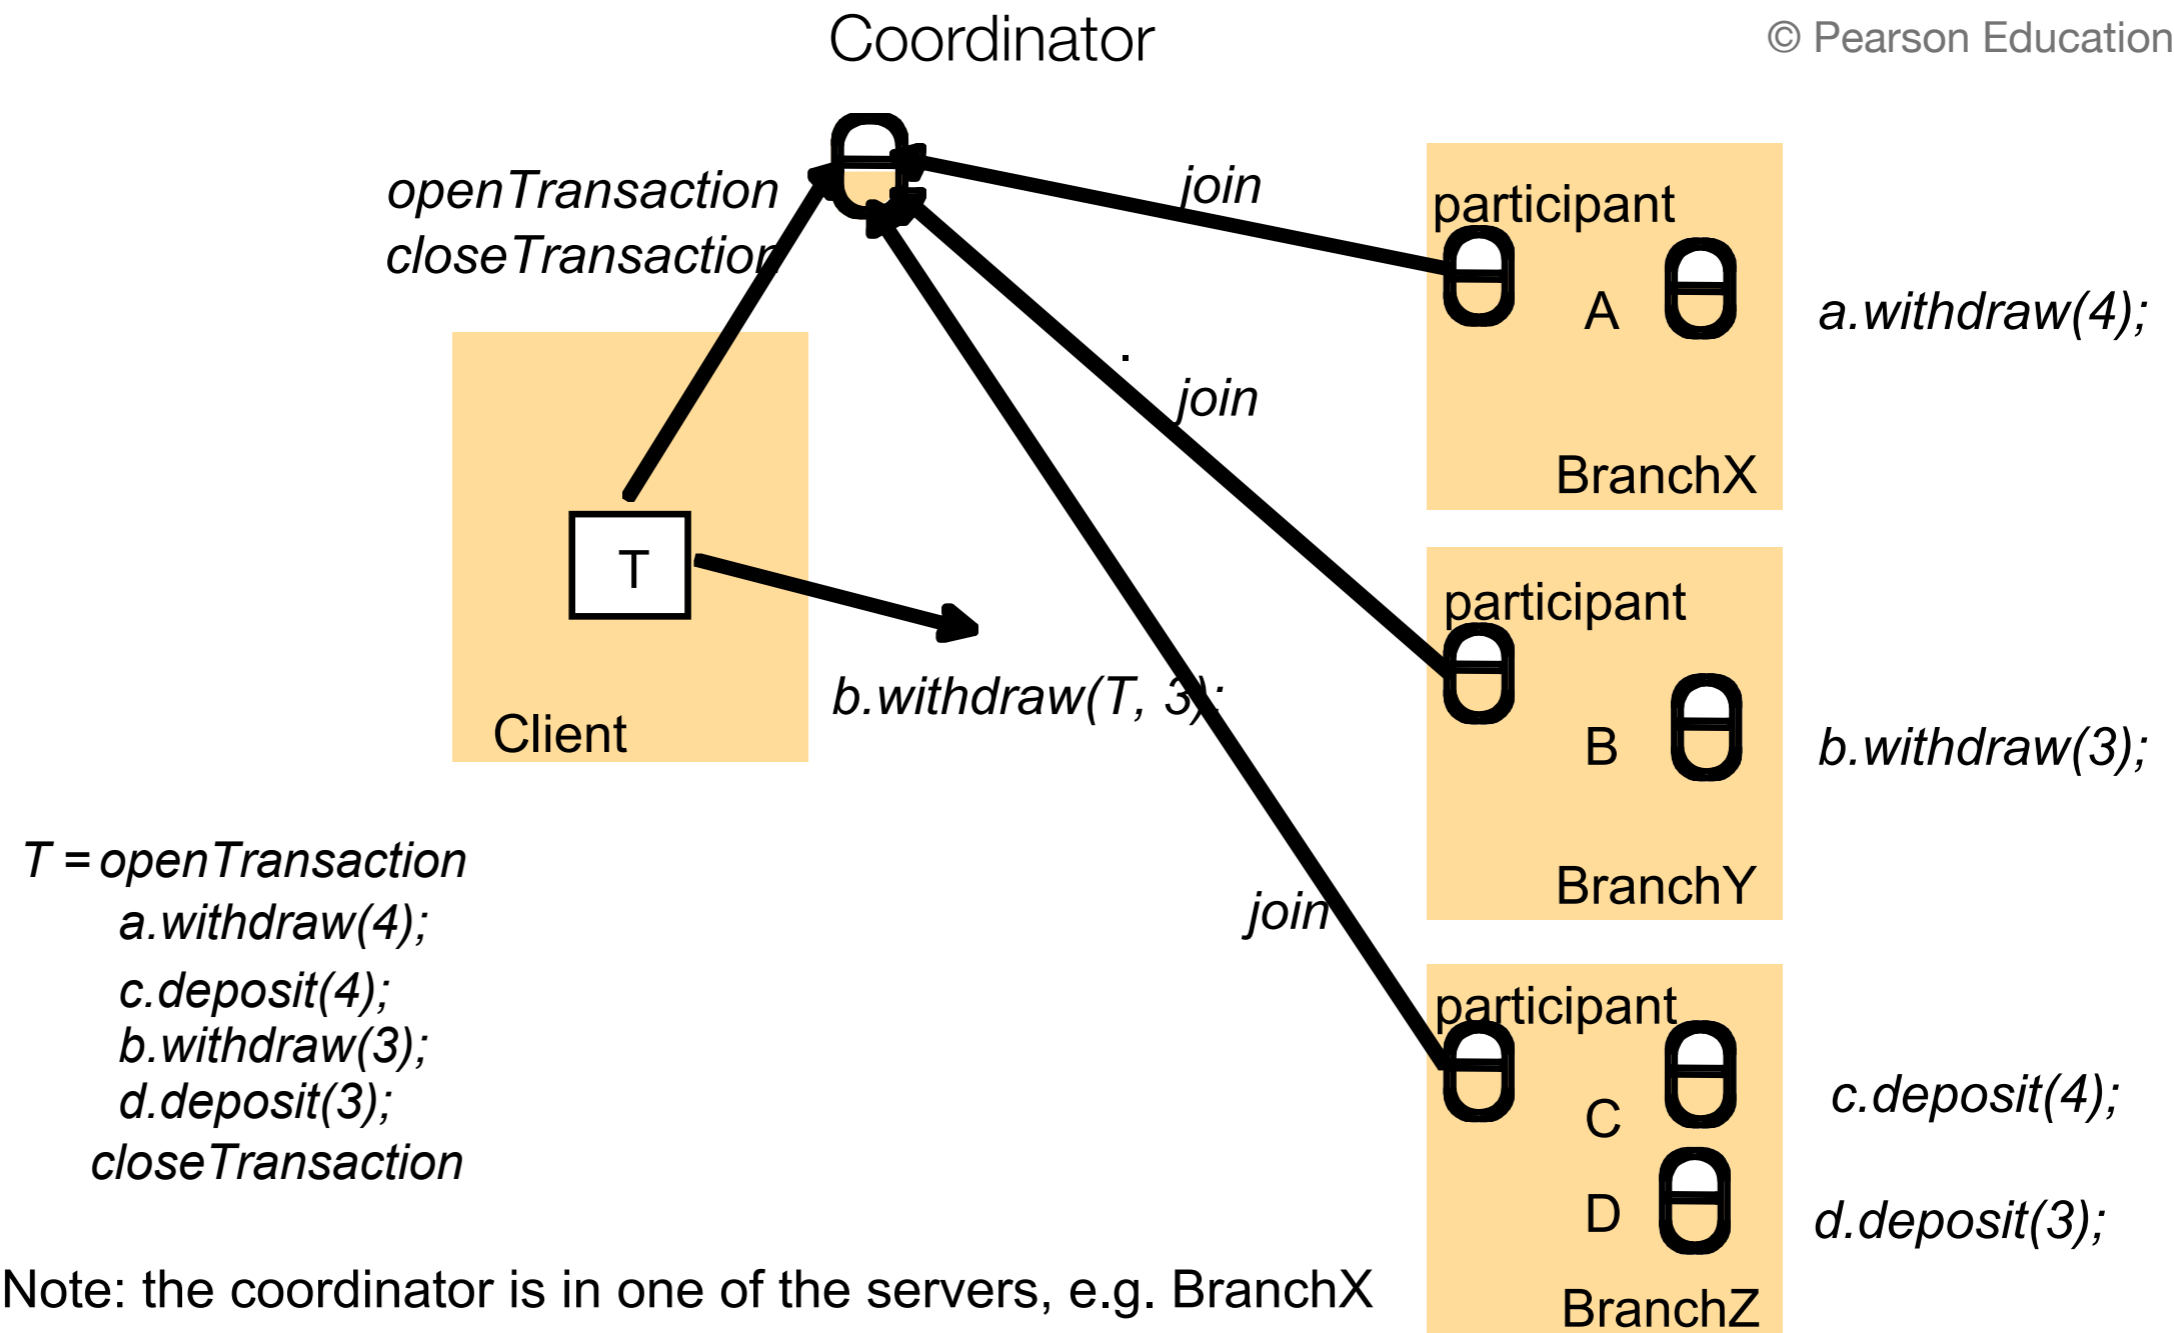 Coordinator
© Pearson Education
openTransaction
closeTransaction
join
participant
A
a.withdraw(4);
BranchX
.
join
T
Client
b.withdraw(T, 3);
participant
B
b.withdraw(3);
BranchY
join
participant
C
c.deposit(4);
D
d.deposit(3);
BranchZ
T = openTransaction
a.withdraw(4);
c.deposit(4);
b.withdraw(3);
d.deposit(3);
closeTransaction
Note: the coordinator is in one of the servers, e.g. BranchX